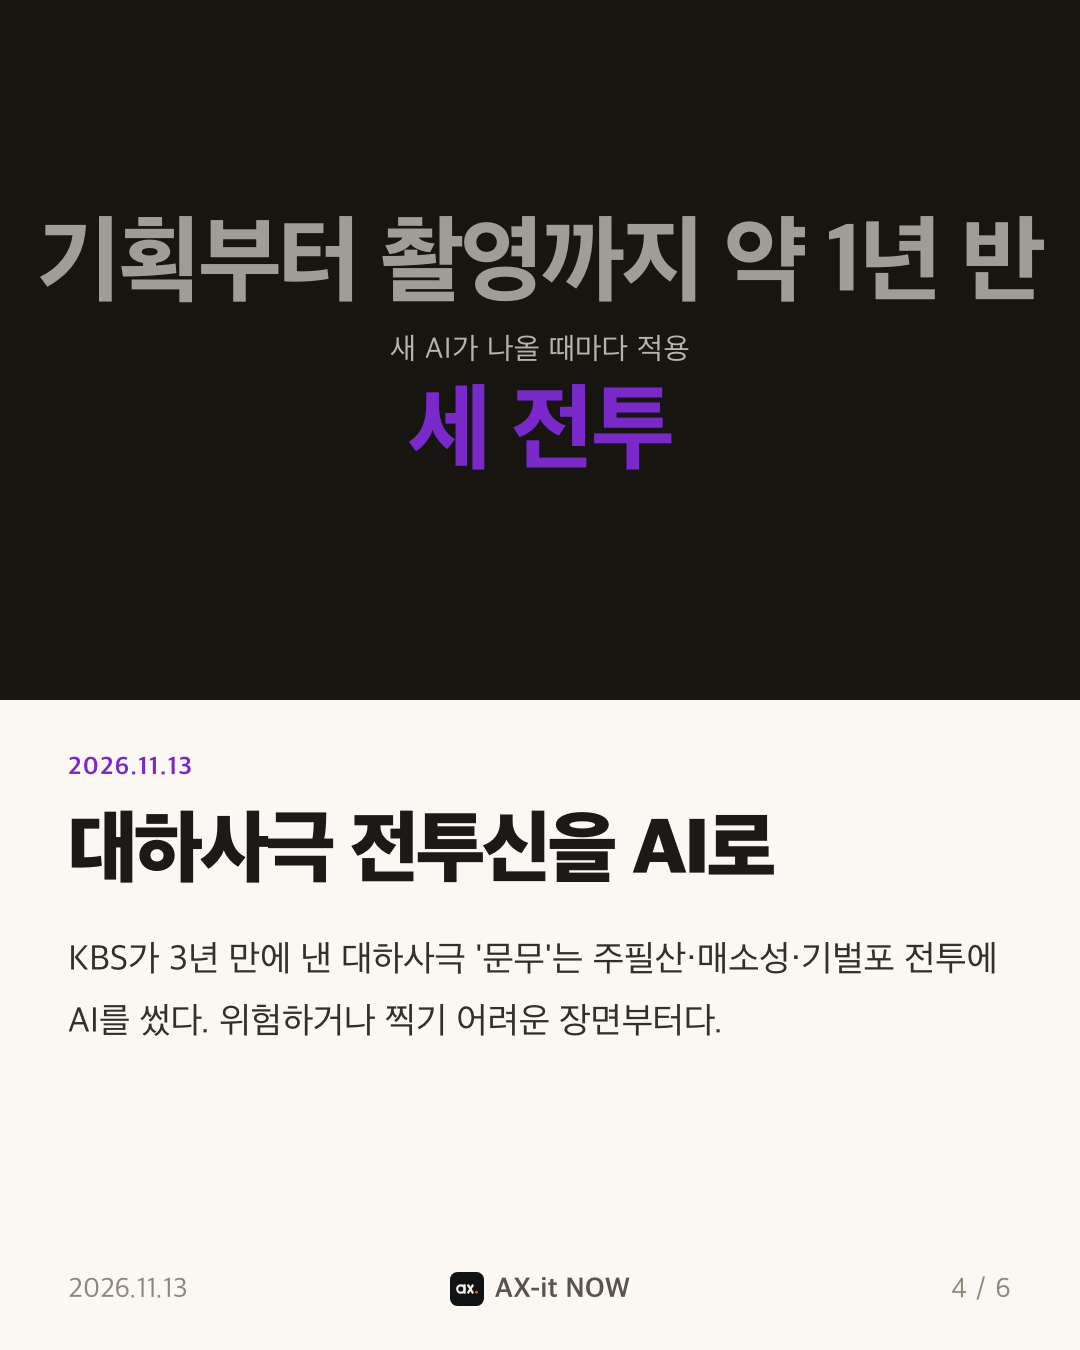 기획부터 촬영까지 약 1년 반
새 AI가 나올 때마다 적용
세 전투
2026.11.13
대하사극 전투신을 AI로
KBS가 3년 만에 낸 대하사극 '문무'는 주필산·매소성·기벌포 전투에
AI를 썼다. 위험하거나 찍기 어려운 장면부터다.
2026.11.13
ax. AX-it NOW
4 / 6